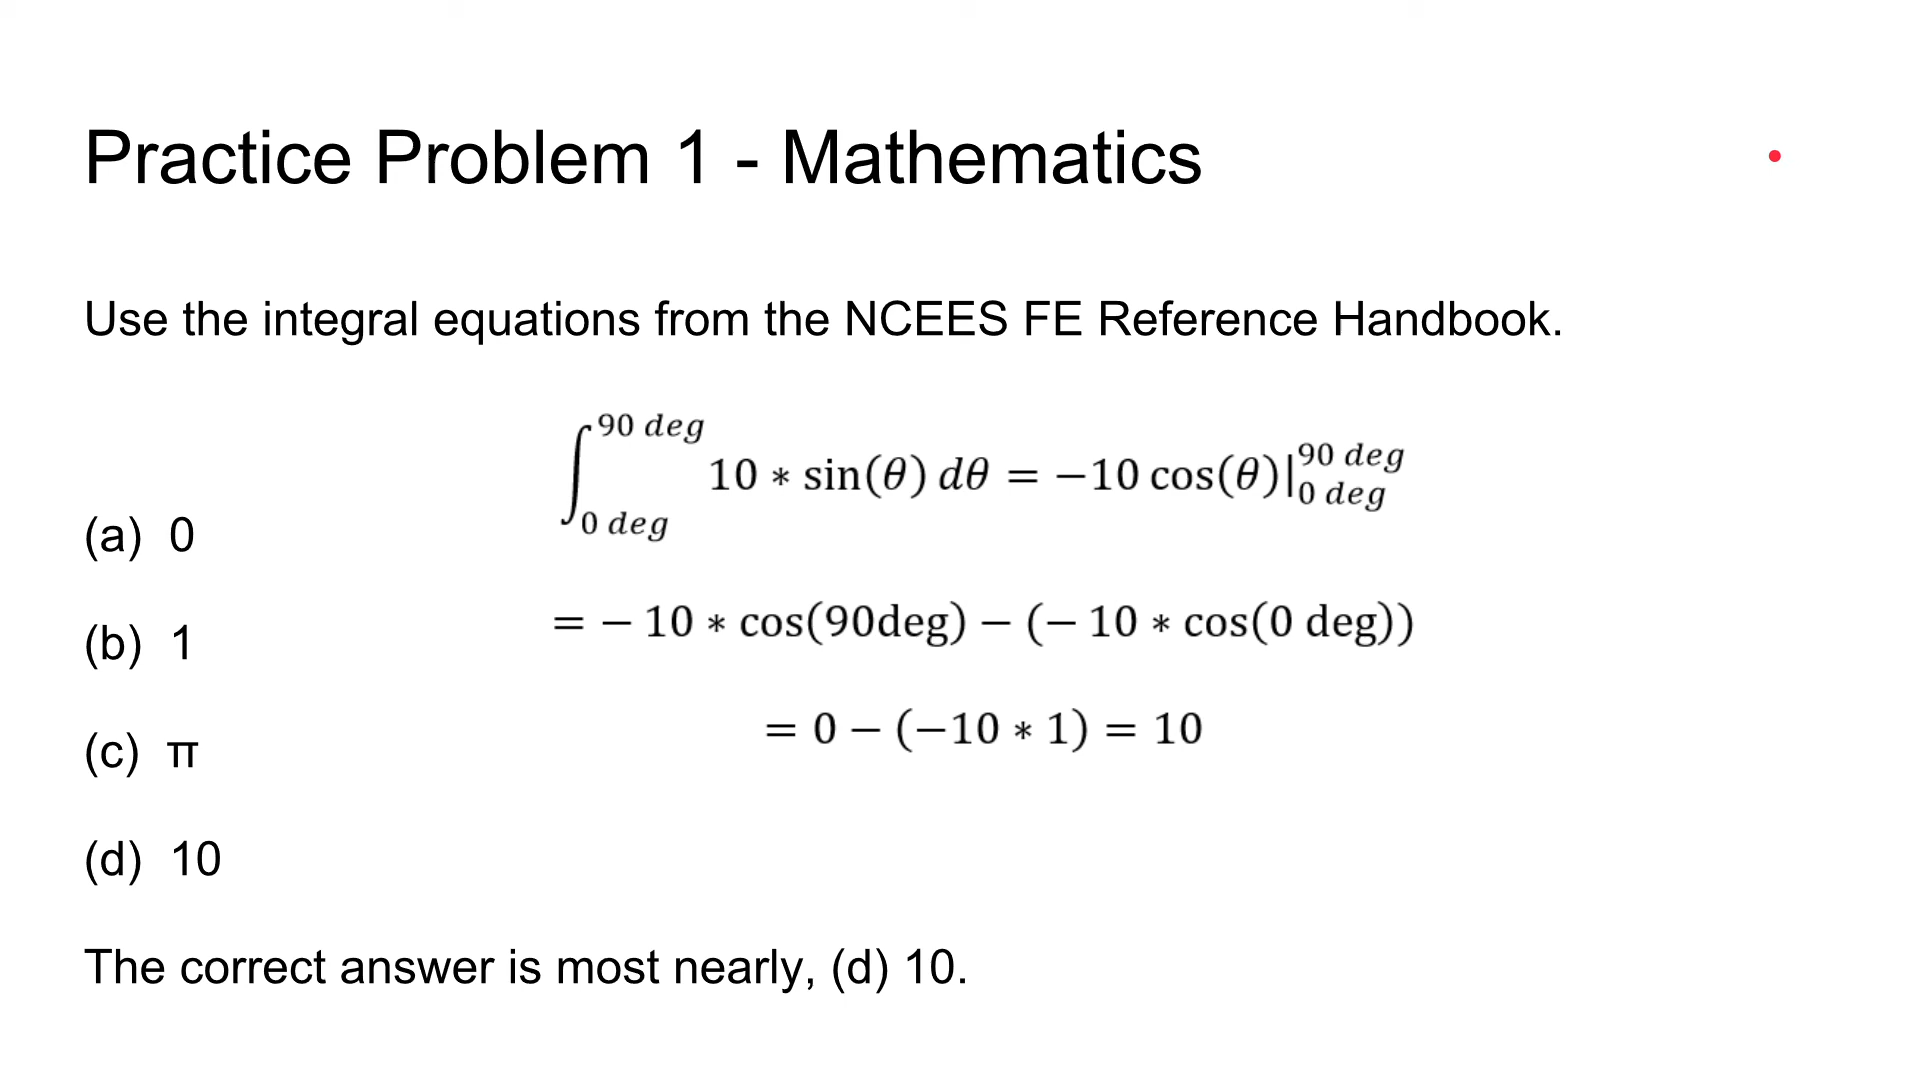 Practice Problem 1 - Mathematics
Use the integral equations from the NCEES FE Reference Handbook.
∫_{0 deg}^{90 deg} 10 * sin(θ) dθ = −10 cos(θ)|_{0 deg}^{90 deg}
= − 10 * cos(90deg) − (− 10 * cos(0 deg))
= 0 − (−10 * 1) = 10
(a) 0
(b) 1
(c) π
(d) 10
The correct answer is most nearly, (d) 10.